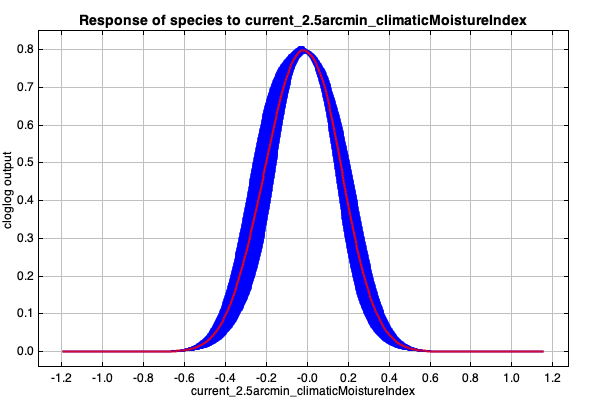 Response of species to current_2.5arcmin_climaticMoistureIndex
cloglog output
0.8
0.7
0.6
0.5
0.4
0.3
0.2
0.1
0.0
-1.2 -1.0 -0.8 -0.6 -0.4 -0.2 -0.0 0.2 0.4 0.6 0.8 1.0 1.2
current_2.5arcmin_climaticMoistureIndex